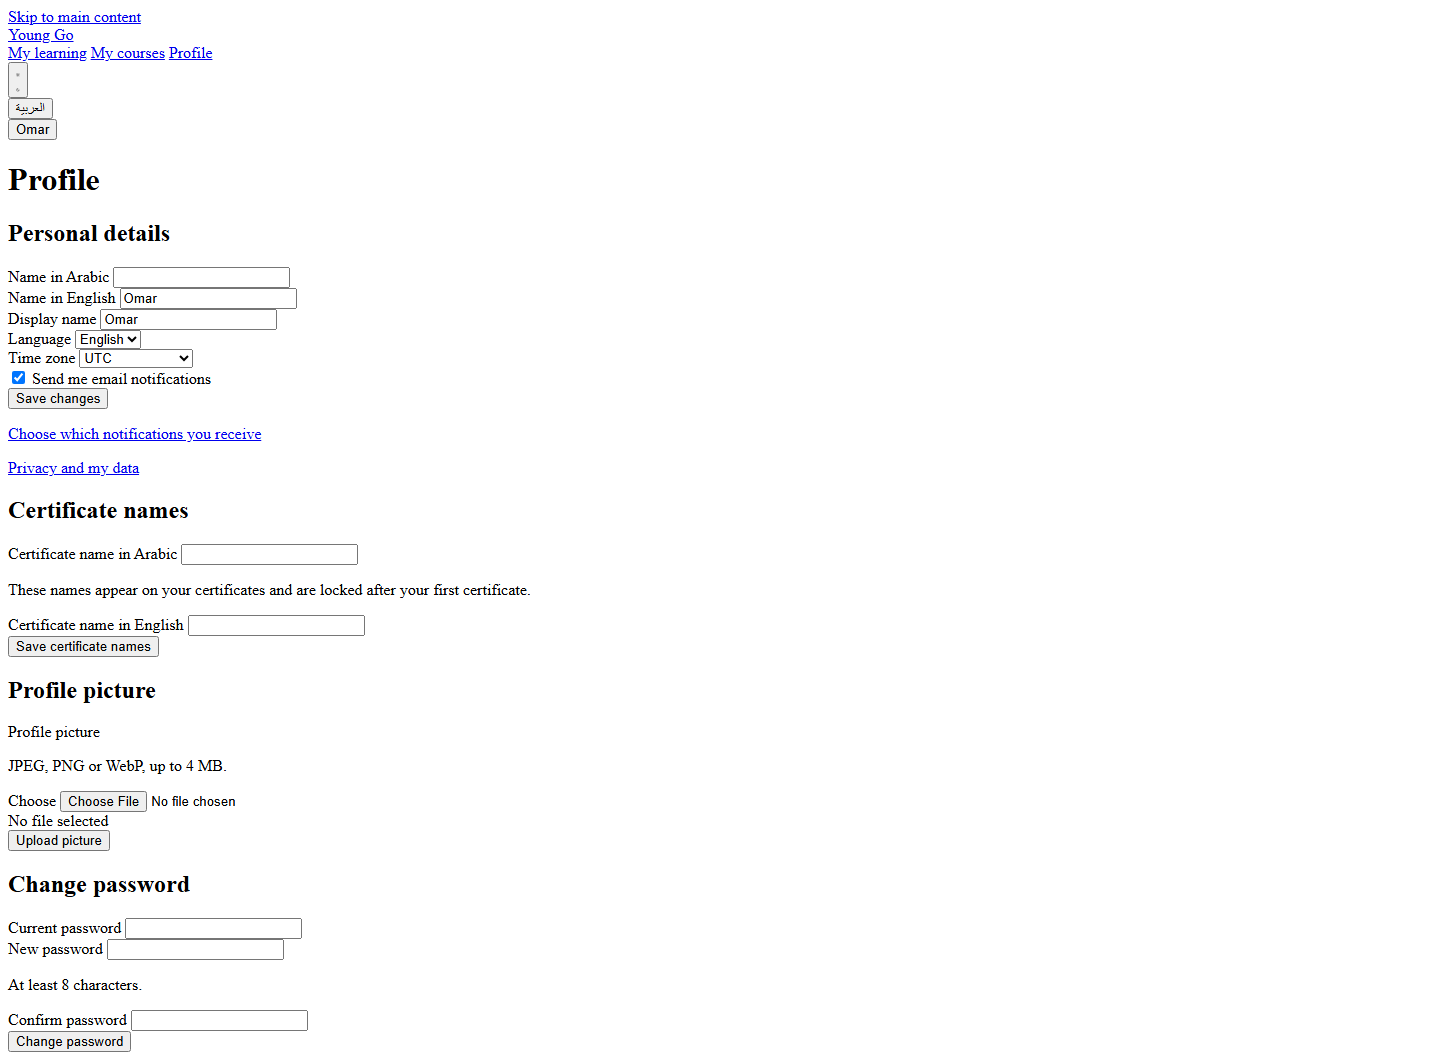 Skip to main content
Young Go
My learning My courses Profile
العربية
Omar
Profile
Personal details
Name in Arabic
Name in English Omar
Display name Omar
Language English
Time zone UTC
Send me email notifications
Save changes
Choose which notifications you receive
Privacy and my data
Certificate names
Certificate name in Arabic
These names appear on your certificates and are locked after your first certificate.
Certificate name in English
Save certificate names
Profile picture
Profile picture
JPEG, PNG or WebP, up to 4 MB.
Choose Choose File No file chosen
No file selected
Upload picture
Change password
Current password
New password
At least 8 characters.
Confirm password
Change password